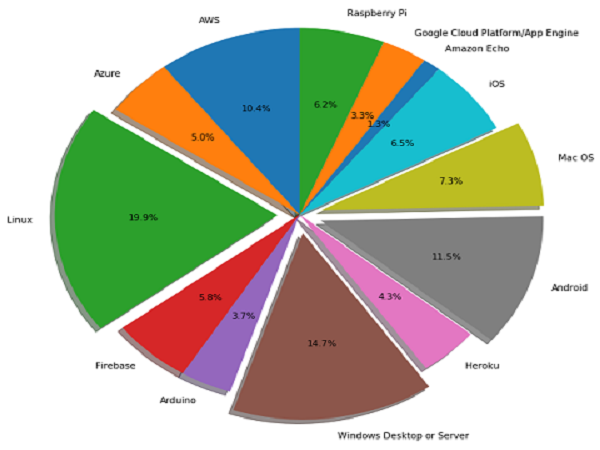 Raspberry Pi
AWS
Google Cloud Platform/App Engine
Amazon Echo
Azure
iOS
10.4%
6.2%
3.3%
1.3%
5.0%
6.5%
Mac OS
7.3%
Linux
19.9%
11.5%
Android
5.8%
4.3%
3.7%
14.7%
Firebase
Heroku
Arduino
Windows Desktop or Server